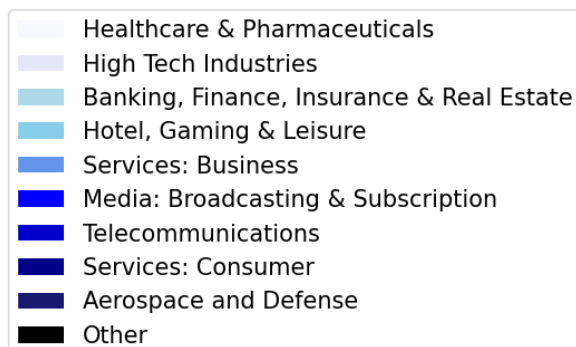 Healthcare & Pharmaceuticals
High Tech Industries
Banking, Finance, Insurance & Real Estate
Hotel, Gaming & Leisure
Services: Business
Media: Broadcasting & Subscription
Telecommunications
Services: Consumer
Aerospace and Defense
Other